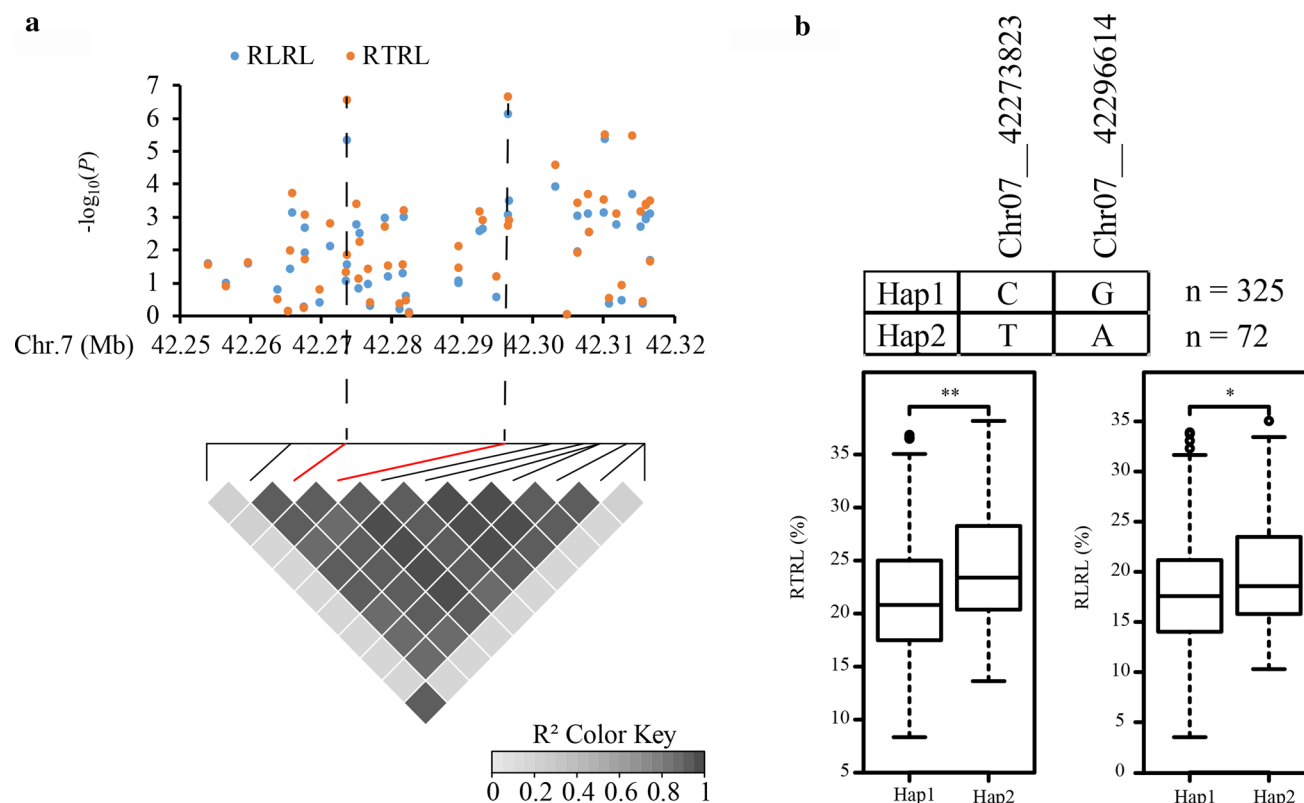 a
RLRL RTRL
7
6
5
4
3
2
1
0
-log10(P)
Chr.7 (Mb) 42.25 42.26 42.27 42.28 42.29 42.30 42.31 42.32
R² Color Key
0 0.2 0.4 0.6 0.8 1
b
Chr07__42273823
Chr07__42296614
Hap1 C G n = 325
Hap2 T A n = 72
**
35
30
25
20
15
10
5
RTRL (%)
Hap1 Hap2
*
35
30
25
20
15
10
5
0
RLRL (%)
Hap1 Hap2